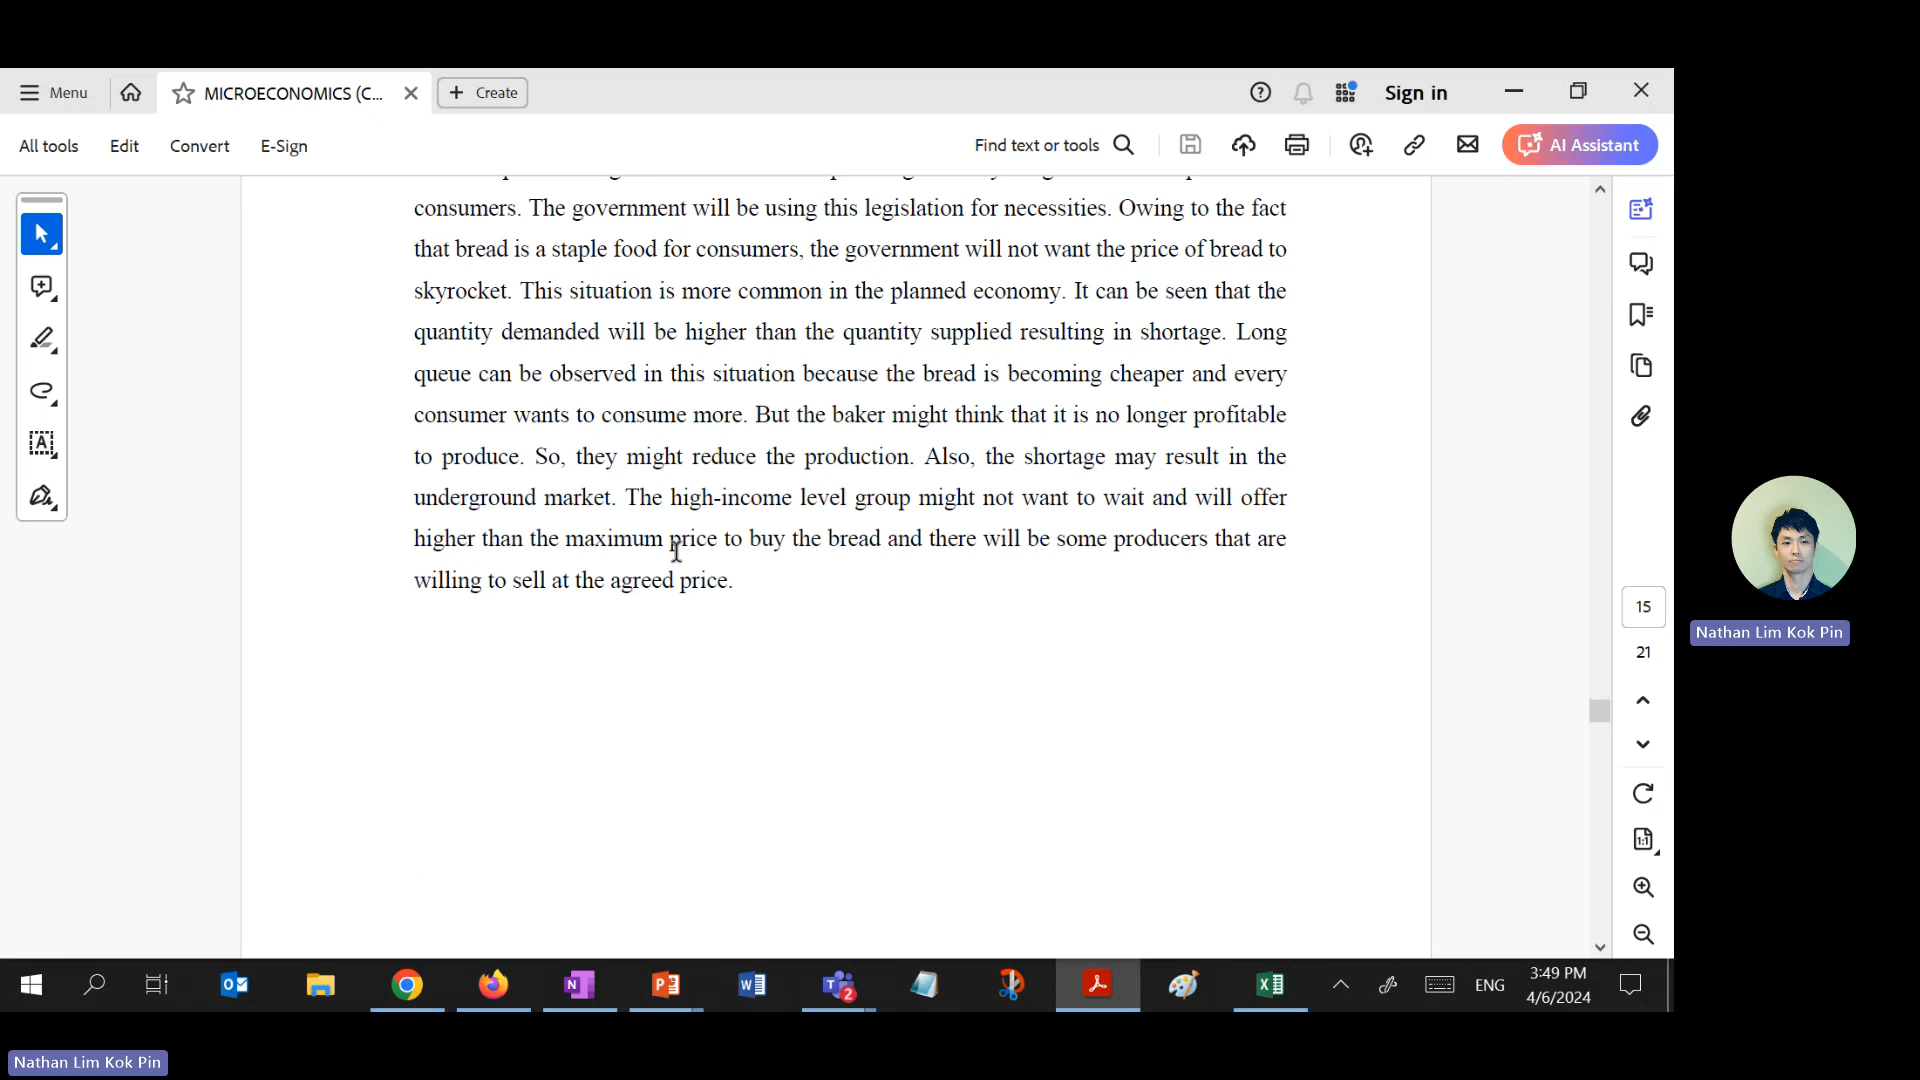 Menu
MICROECONOMICS (C...
Create
Sign in
All tools
Edit
Convert
E-Sign
Find text or tools
AI Assistant
consumers. The government will be using this legislation for necessities. Owing to the fact
that bread is a staple food for consumers, the government will not want the price of bread to
skyrocket. This situation is more common in the planned economy. It can be seen that the
quantity demanded will be higher than the quantity supplied resulting in shortage. Long
queue can be observed in this situation because the bread is becoming cheaper and every
consumer wants to consume more. But the baker might think that it is no longer profitable
to produce. So, they might reduce the production. Also, the shortage may result in the
underground market. The high-income level group might not want to wait and will offer
higher than the maximum price to buy the bread and there will be some producers that are
willing to sell at the agreed price.
15
21
1:1
Nathan Lim Kok Pin
2
ENG
3:49 PM
4/6/2024
Nathan Lim Kok Pin